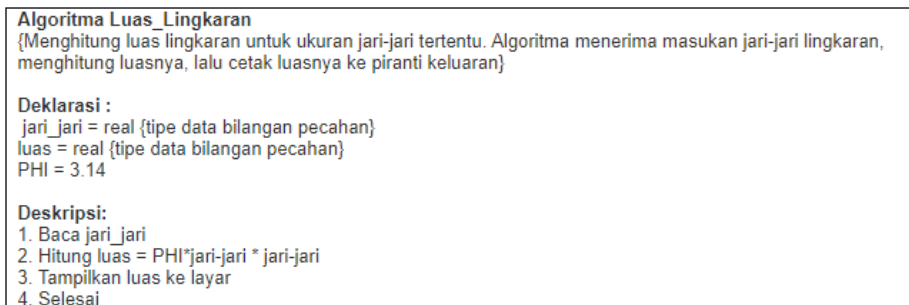 Algoritma Luas_Lingkaran
{Menghitung luas lingkaran untuk ukuran jari-jari tertentu. Algoritma menerima masukan jari-jari lingkaran,
menghitung luasnya, lalu cetak luasnya ke piranti keluaran}
Deklarasi :
jari_jari = real {tipe data bilangan pecahan}
luas = real {tipe data bilangan pecahan}
PHI = 3.14
Deskripsi:
1. Baca jari_jari
2. Hitung luas = PHI*jari-jari * jari-jari
3. Tampilkan luas ke layar
4. Selesai